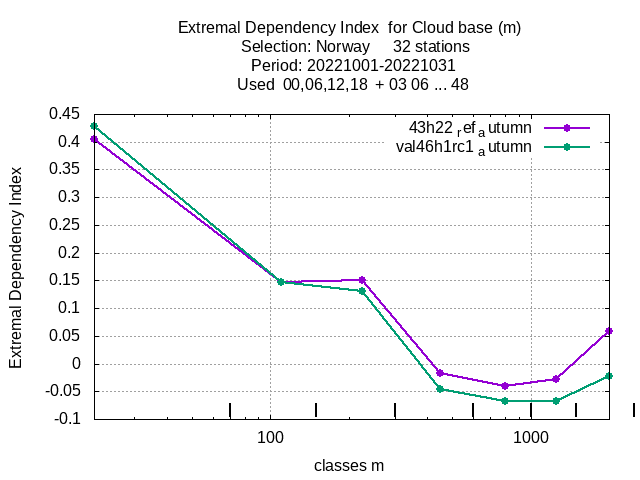 Extremal Dependency Index  for Cloud base (m)
Selection: Norway     32 stations
Period: 20221001-20221031
Used  00,06,12,18  + 03 06 ... 48
43h22 ref a utumn
val46h1rc1 a utumn
Extremal Dependency Index
0.45
0.4
0.35
0.3
0.25
0.2
0.15
0.1
0.05
0
-0.05
-0.1
100
1000
classes m